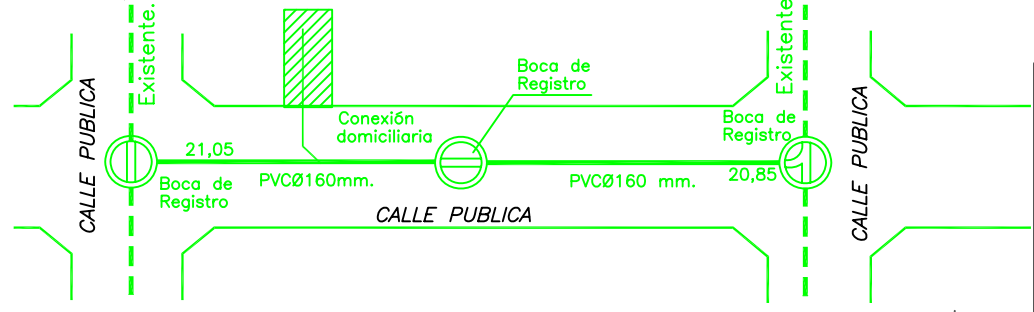 Existente.
Existente
Boca de
Registro
CALLE PUBLICA
Conexión
domiciliaria
Boca de
Registro
CALLE PUBLICA
21,05
PVCØ160mm.
PVCØ160 mm.
20,85
Boca de
Registro
CALLE PUBLICA